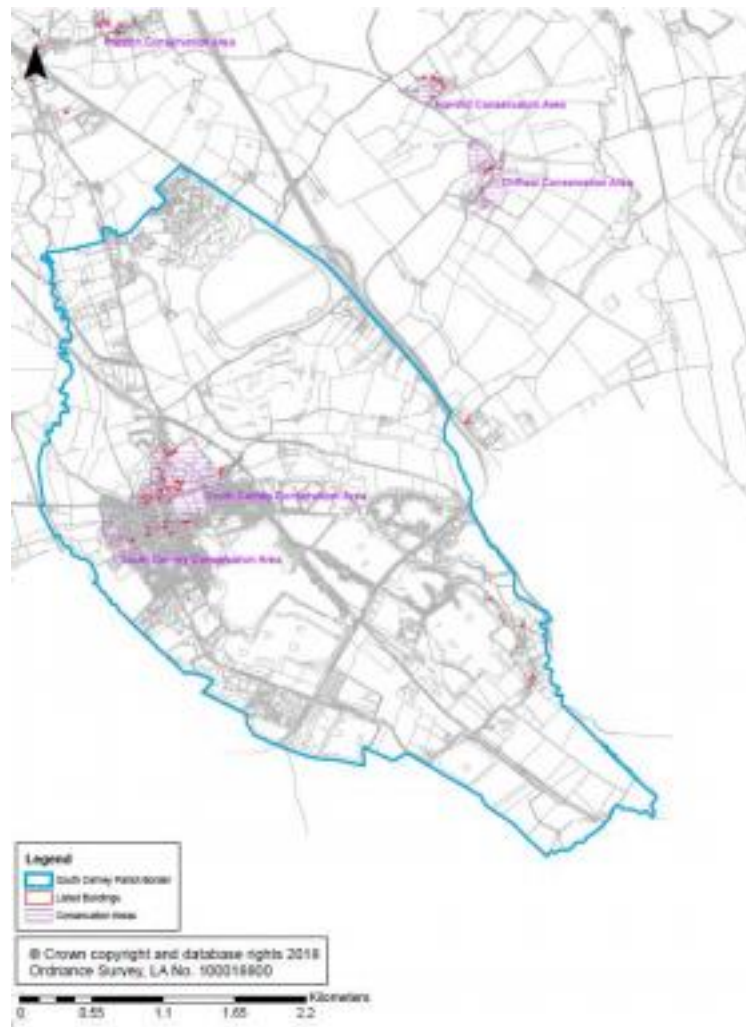 Preston Conservation Area
Harnhill Conservation Area
Driffield Conservation Area
South Cerney Conservation Area
South Cerney Conservation Area
Legend
South Cerney Parish Border
Listed Buildings
Conservation Areas
© Crown copyright and database rights 2018
Ordnance Survey, LA No. 100018800
Kilometers
0 0.55 1.1 1.65 2.2